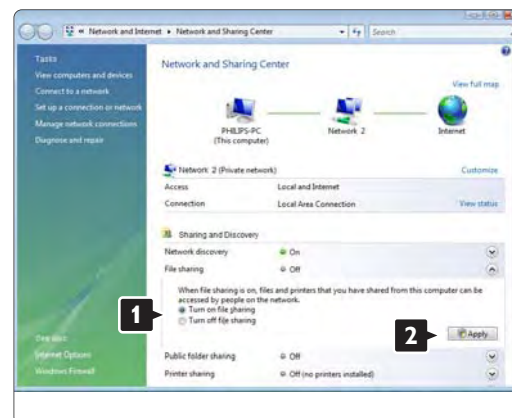 Network and Internet ▸ Network and Sharing Center
Search
Tasks
View computers and devices
Connect to a network
Set up a connection or network
Manage network connections
Diagnose and repair
See also
Internet Options
Windows Firewall
Network and Sharing Center
View full map
PHILIPS-PC
(This computer)
Network 2
Internet
Network 2 (Private network)
Customize
Access
Local and Internet
Connection
Local Area Connection
View status
Sharing and Discovery
Network discovery
On
File sharing
Off
When file sharing is on, files and printers that you have shared from this computer can be
accessed by people on the network.
1
Turn on file sharing
Turn off file sharing
2
Apply
Public folder sharing
Off
Printer sharing
Off (no printers installed)